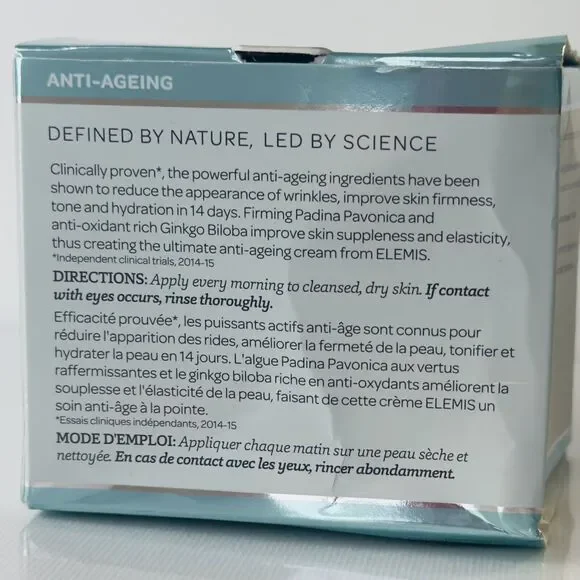 ANTI-AGEING
DEFINED BY NATURE, LED BY SCIENCE
Clinically proven*, the powerful anti-ageing ingredients have been
shown to reduce the appearance of wrinkles, improve skin firmness,
tone and hydration in 14 days. Firming Padina Pavonica and
anti-oxidant rich Ginkgo Biloba improve skin suppleness and elasticity,
thus creating the ultimate anti-ageing cream from ELEMIS.
*Independent clinical trials, 2014-15
DIRECTIONS: Apply every morning to cleansed, dry skin. If contact
with eyes occurs, rinse thoroughly.
Efficacité prouvée*, les puissants actifs anti-âge sont connus pour
réduire l'apparition des rides, améliorer la fermeté de la peau, tonifier et
hydrater la peau en 14 jours. L'algue Padina Pavonica aux vertus
raffermissantes et le ginkgo biloba riche en anti-oxydants améliorent la
souplesse et l'élasticité de la peau, faisant de cette crème ELEMIS un
soin anti-âge à la pointe.
*Essais cliniques indépendants, 2014-15
MODE D'EMPLOI: Appliquer chaque matin sur une peau sèche et
nettoyée. En cas de contact avec les yeux, rincer abondamment.